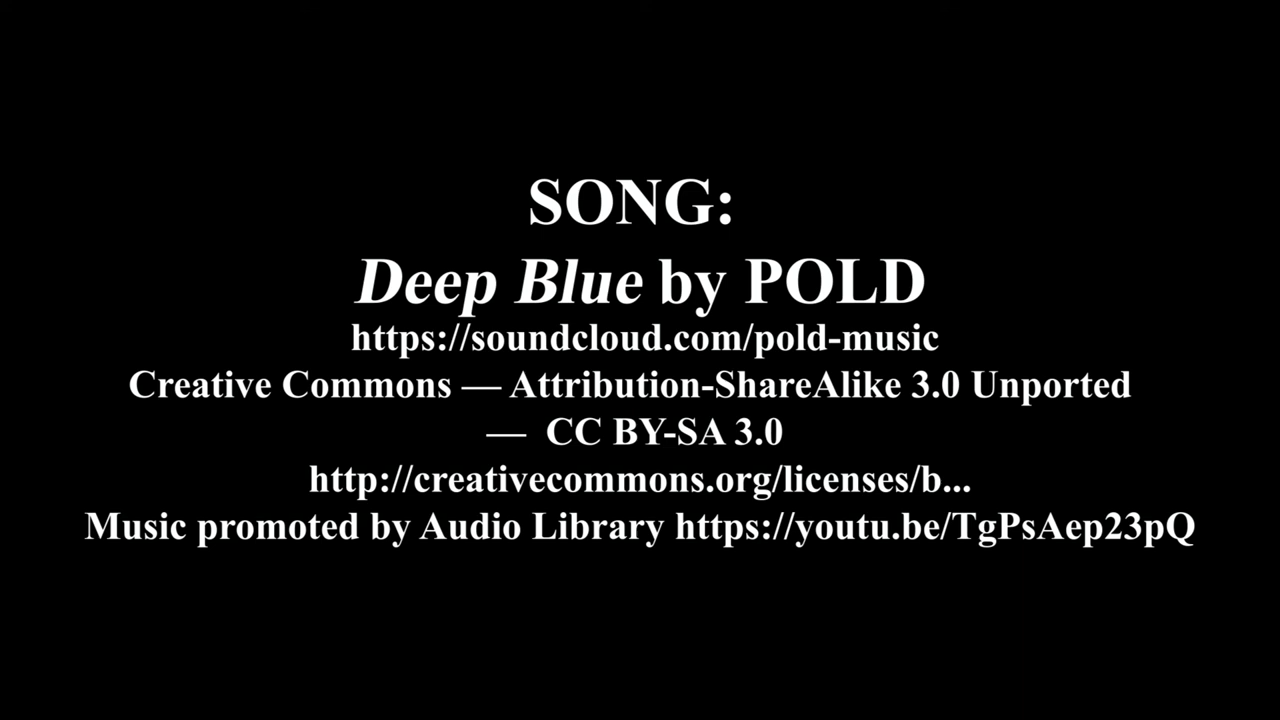 SONG:
Deep Blue by POLD
https://soundcloud.com/pold-music
Creative Commons — Attribution-ShareAlike 3.0 Unported
— CC BY-SA 3.0
http://creativecommons.org/licenses/b...
Music promoted by Audio Library https://youtu.be/TgPsAep23pQ